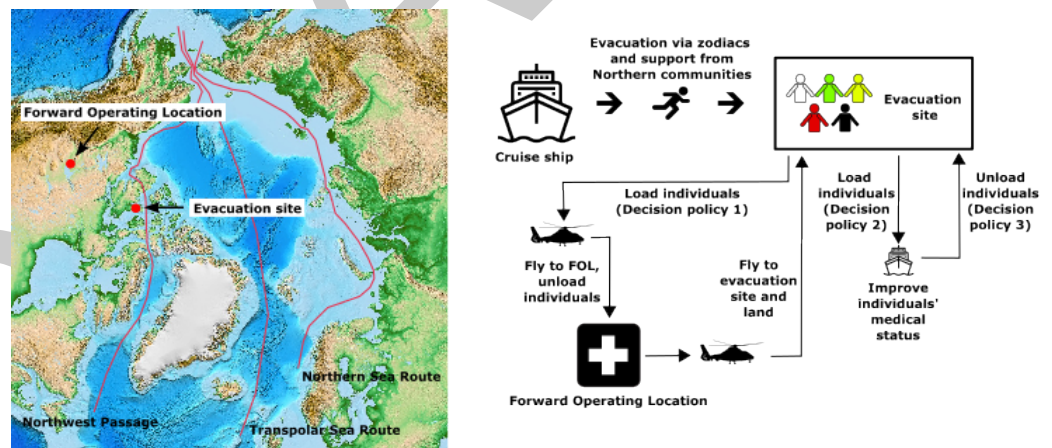 Forward Operating Location
Evacuation site
Northern Sea Route
Northwest Passage
Transpolar Sea Route
Evacuation via zodiacs
and support from
Northern communities
Cruise ship
Evacuation
site
Load individuals
(Decision policy 1)
Load
individuals
(Decision
policy 2)
Unload
individuals
(Decision
policy 3)
Fly to FOL,
unload
individuals
Fly to
evacuation
site and
land
Improve
individuals'
medical
status
Forward Operating Location